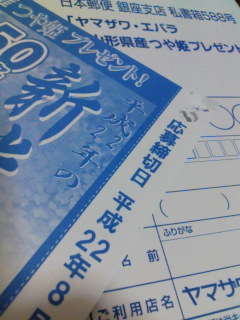 日本郵便 銀座支店 私書箱588号
「ヤマザワ・エバラ
山形県産つや姫プレゼント
つや姫 プレゼント!
50
平成22年の
新
応募締切日 平成22年8
ふりがな
名前
ご利用店名
ヤマザワ